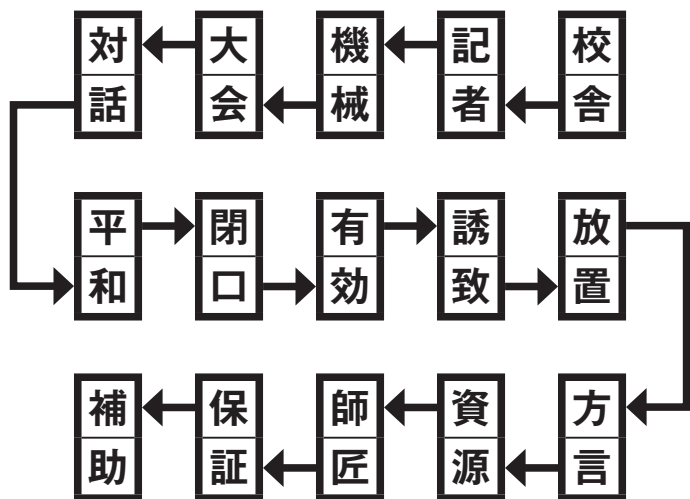 校舎
記者
機械
大会
対話
平和
閉口
有効
誘致
放置
方言
資源
師匠
保証
補助